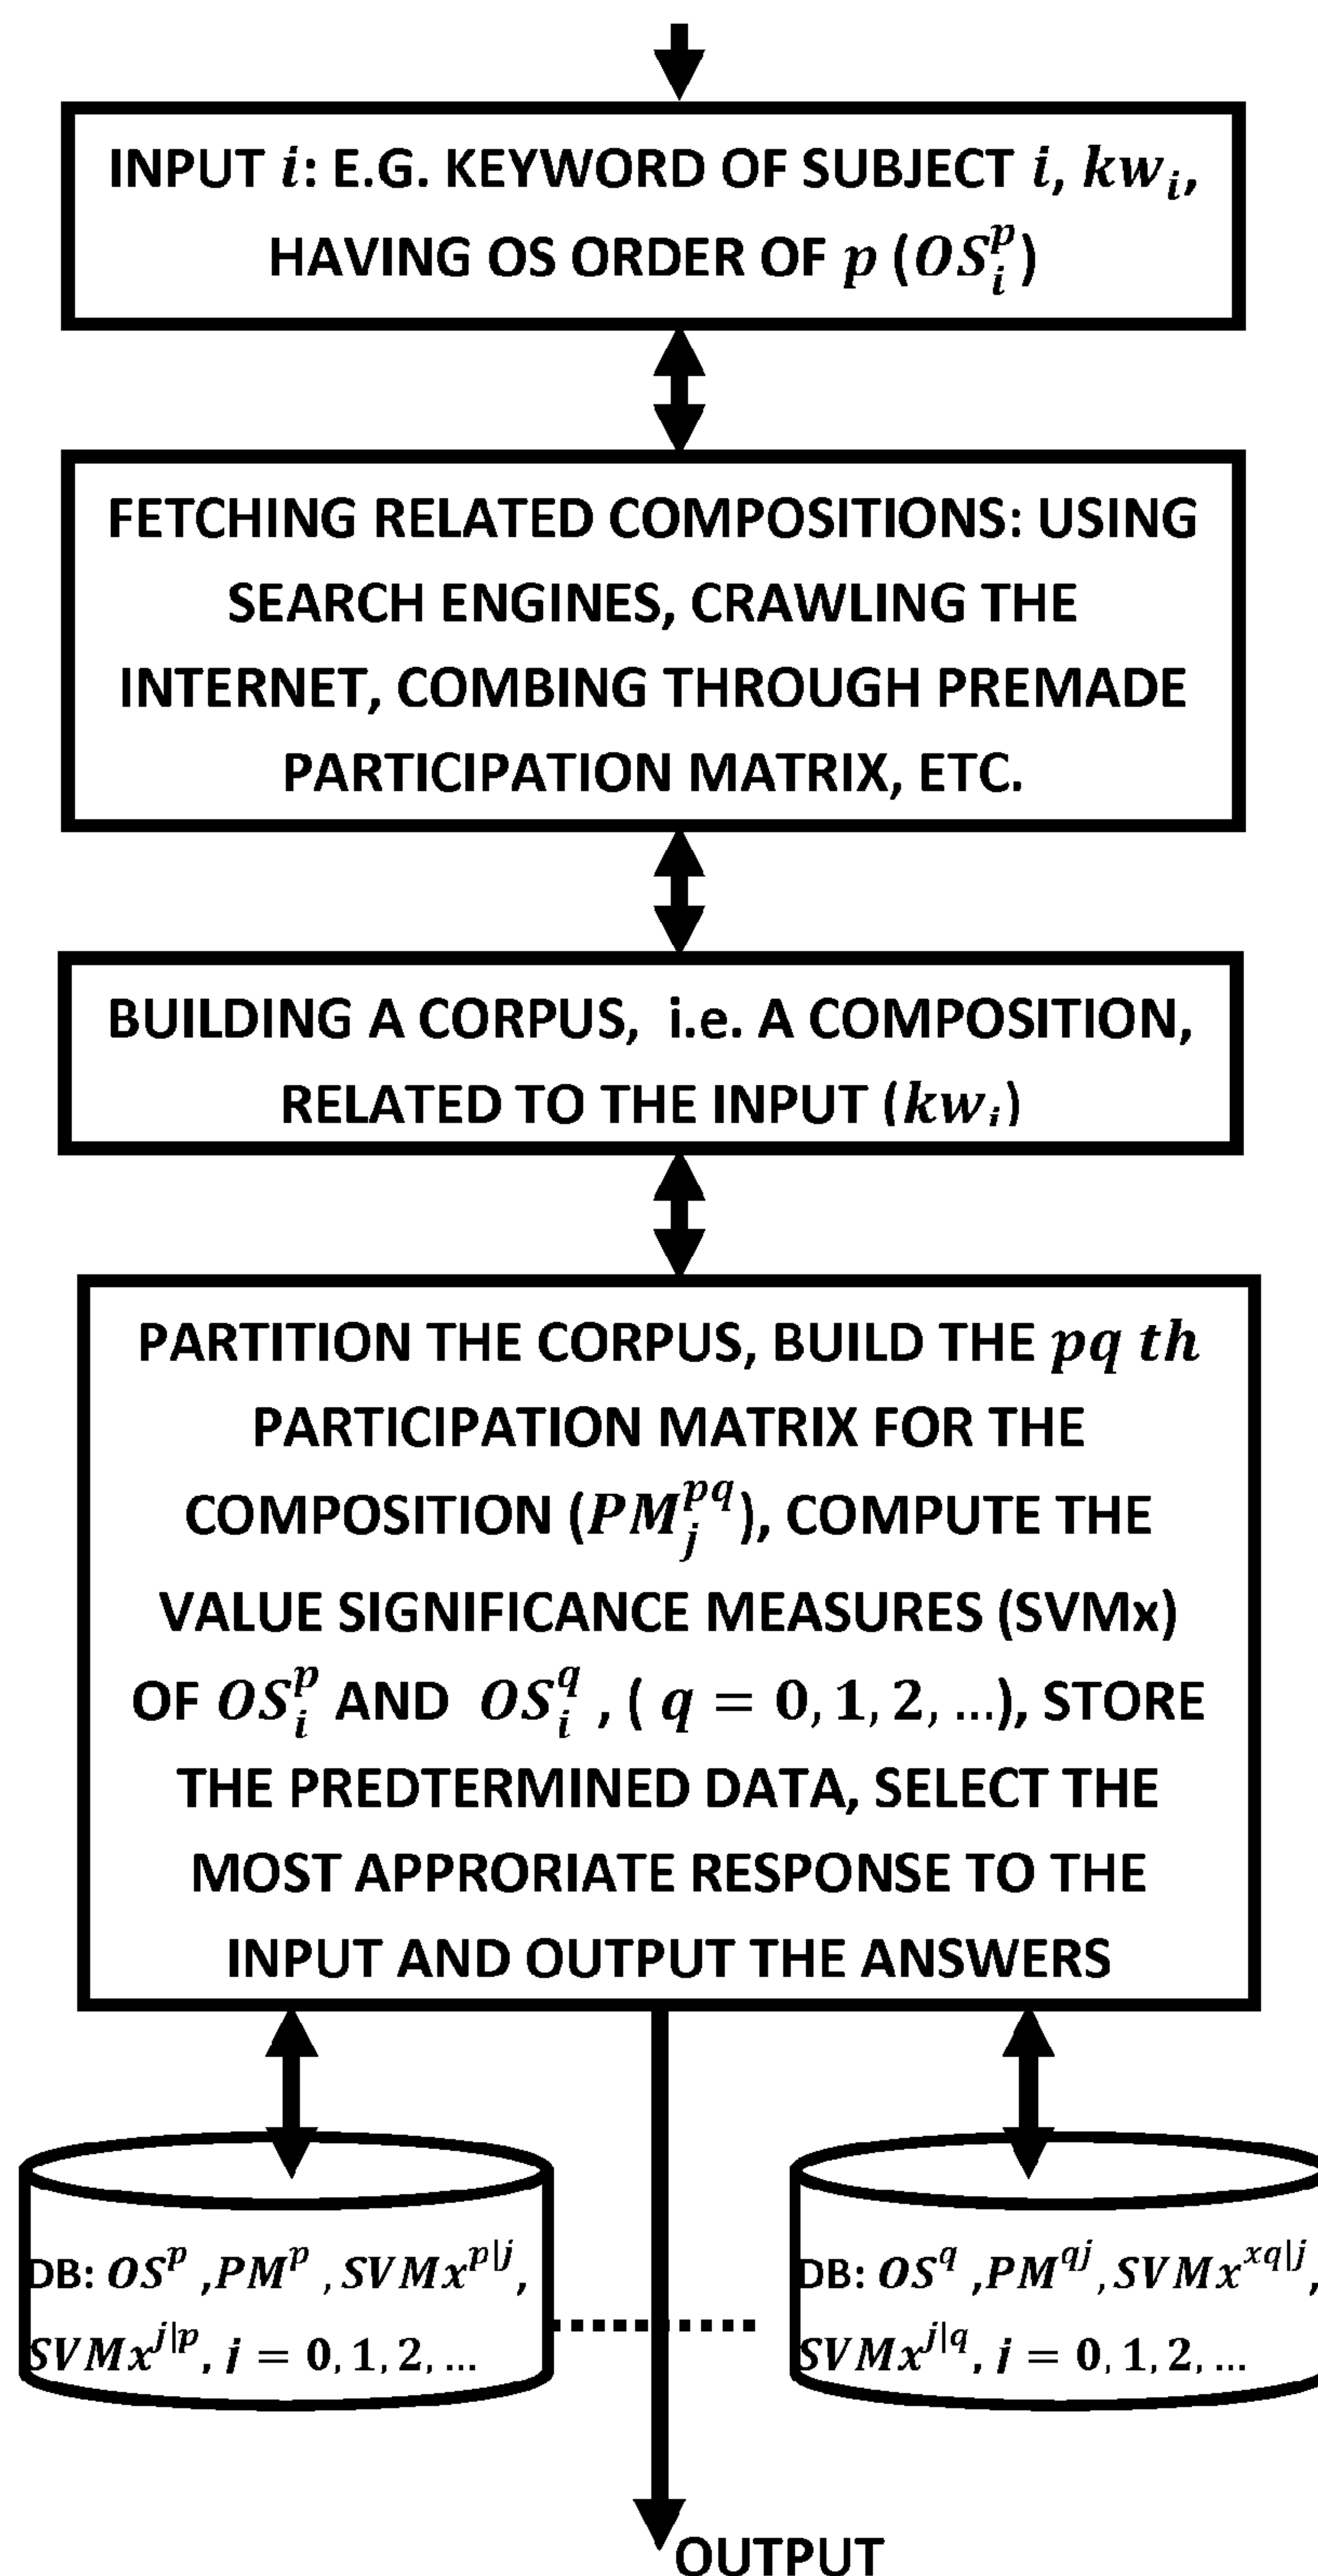 INPUT i: E.G. KEYWORD OF SUBJECT i, kw_i,
HAVING OS ORDER OF p (OS_i^p)
FETCHING RELATED COMPOSITIONS: USING
SEARCH ENGINES, CRAWLING THE
INTERNET, COMBING THROUGH PREMADE
PARTICIPATION MATRIX, ETC.
BUILDING A CORPUS, i.e. A COMPOSITION,
RELATED TO THE INPUT (kw_i)
PARTITION THE CORPUS, BUILD THE pq th
PARTICIPATION MATRIX FOR THE
COMPOSITION (PM_j^pq), COMPUTE THE
VALUE SIGNIFICANCE MEASURES (SVMx)
OF OS_i^p AND OS_i^q, ( q = 0, 1, 2, ...), STORE
THE PREDTERMINED DATA, SELECT THE
MOST APPRORIATE RESPONSE TO THE
INPUT AND OUTPUT THE ANSWERS
DB: OS^p ,PM^p , SVMx^p|j,
SVMx^j|p, j = 0, 1, 2, ...
DB: OS^q ,PM^qj, SVMx^xq|j,
SVMx^j|q, j = 0, 1, 2, ...
OUTPUT